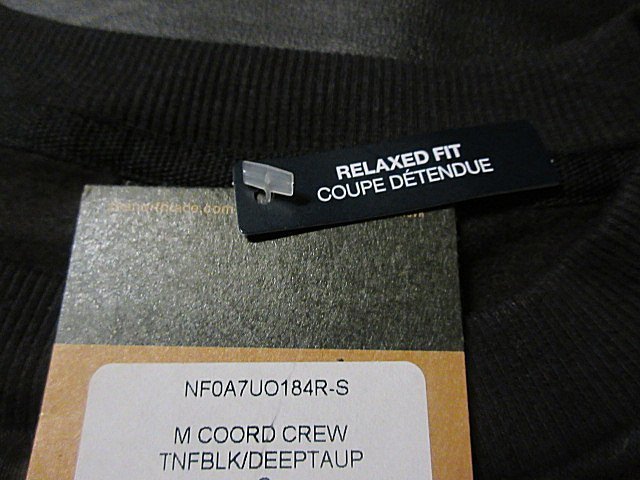 RELAXED FIT
COUPE DÉTENDUE
NF0A7UO184R-S
M COORD CREW
TNFBLK/DEEPTAUP